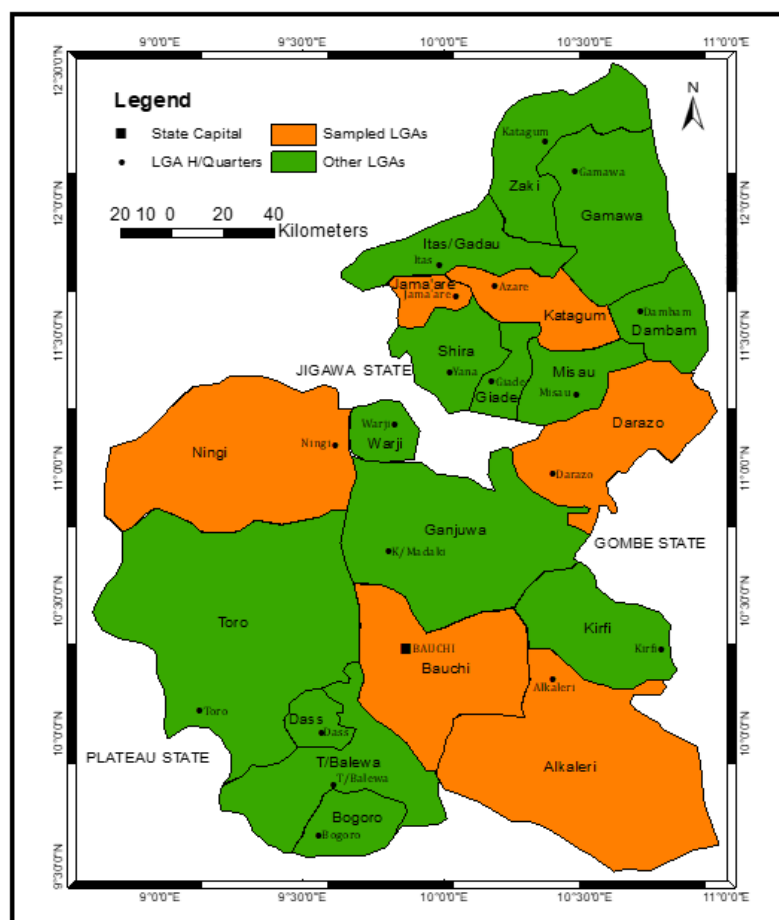 9°0'0"E 9°30'0"E 10°0'0"E 10°30'0"E 11°0'0"E
12°30'0"N
12°30'0"N
N
Legend
State Capital
Sampled LGAs
LGA H/Quarters
Other LGAs
20 10 0 20 40
Kilometers
Katagum
Zaki
Gamawa
Gamawa
12°0'0"N
12°0'0"N
Itas/Gadau
Itas
Jama'are
Jama'are
Azare
Katagum
Dambam
Dambam
11°30'0"N
11°30'0"N
Shira
Yana
Giade
Giade
Misau
Misau
JIGAWA STATE
Darazo
Darazo
Warji
Warji
Ningi
Ningi
11°0'0"N
11°0'0"N
Ganjuwa
K/Madaki
GOMBE STATE
10°30'0"N
10°30'0"N
Toro
Toro
Kirfi
Kirfi
BAUCHI
Bauchi
Alkaleri
Alkaleri
Dass
Dass
10°0'0"N
10°0'0"N
PLATEAU STATE
T/Balewa
T/Balewa
Bogoro
Bogoro
9°30'0"N
9°30'0"N
9°0'0"E 9°30'0"E 10°0'0"E 10°30'0"E 11°0'0"E